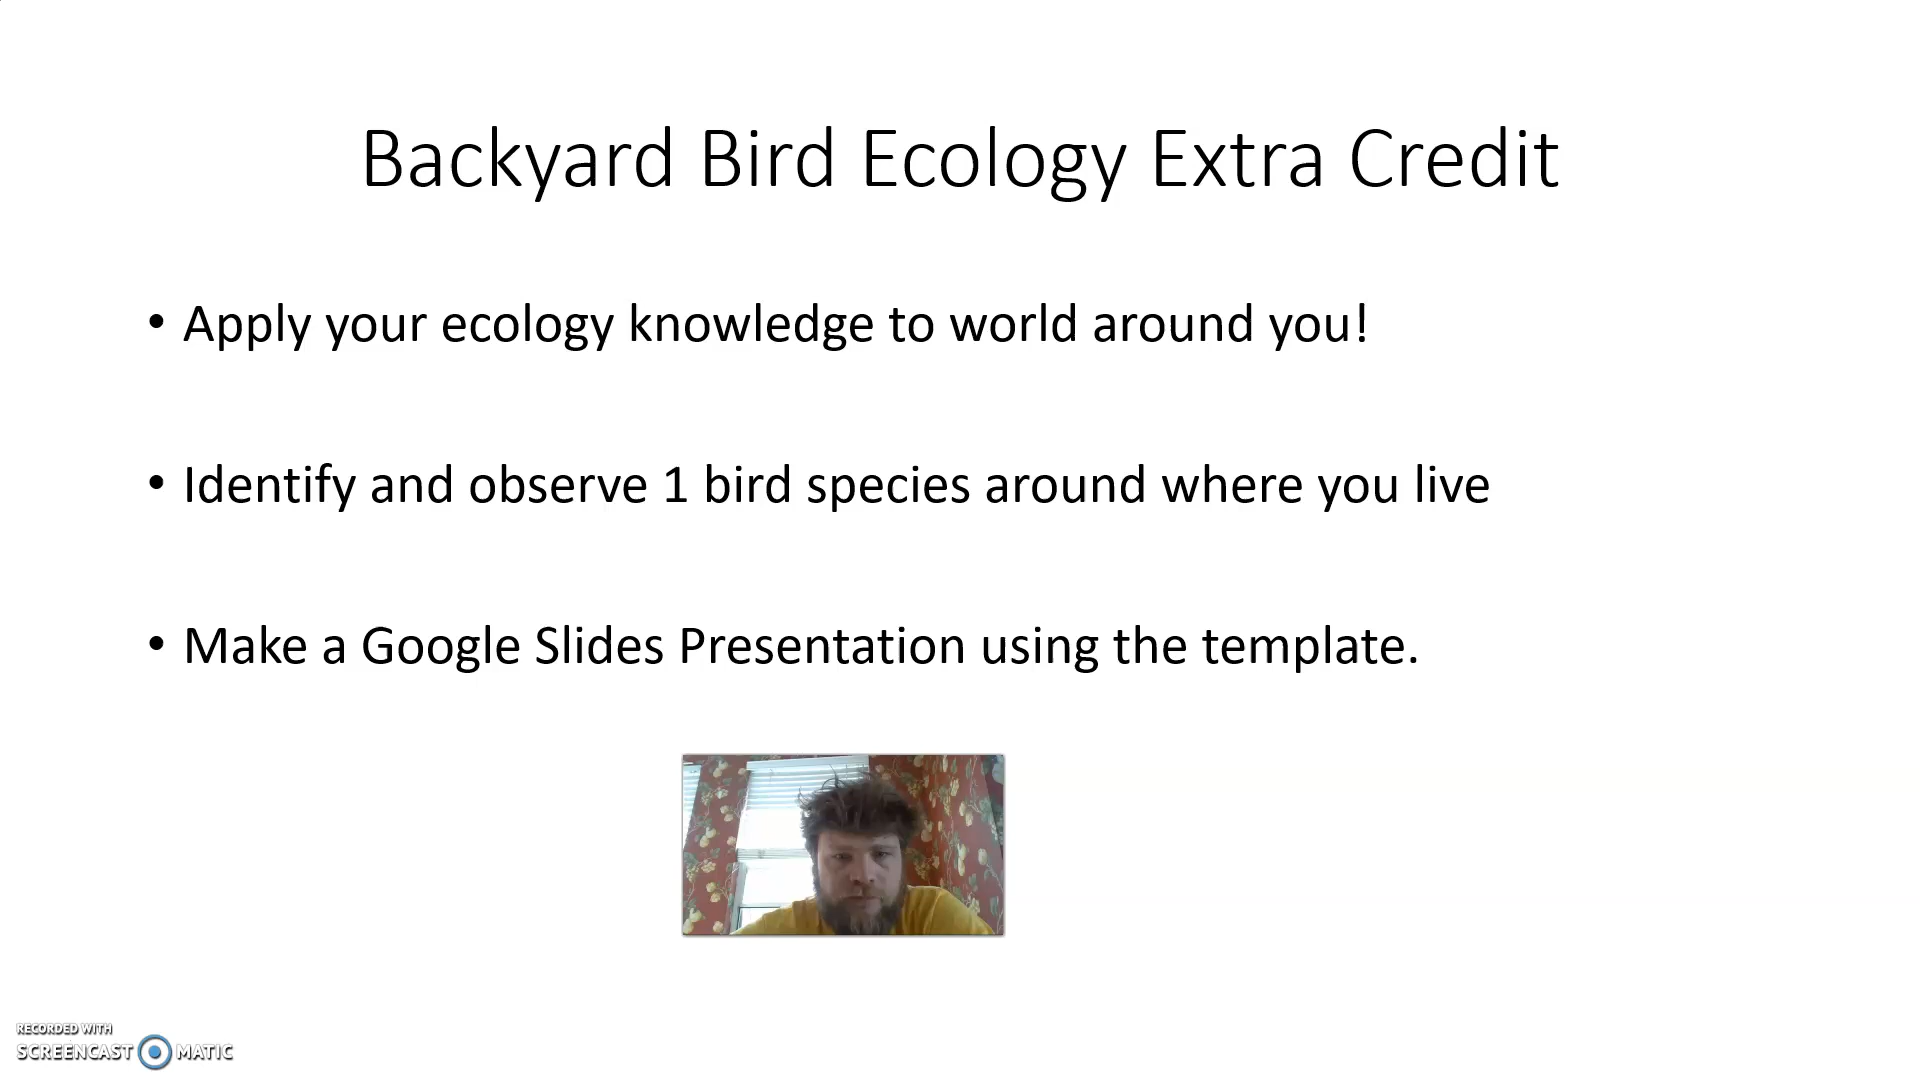 Backyard Bird Ecology Extra Credit
• Apply your ecology knowledge to world around you!
• Identify and observe 1 bird species around where you live
• Make a Google Slides Presentation using the template.
RECORDED WITH
SCREENCAST MATIC